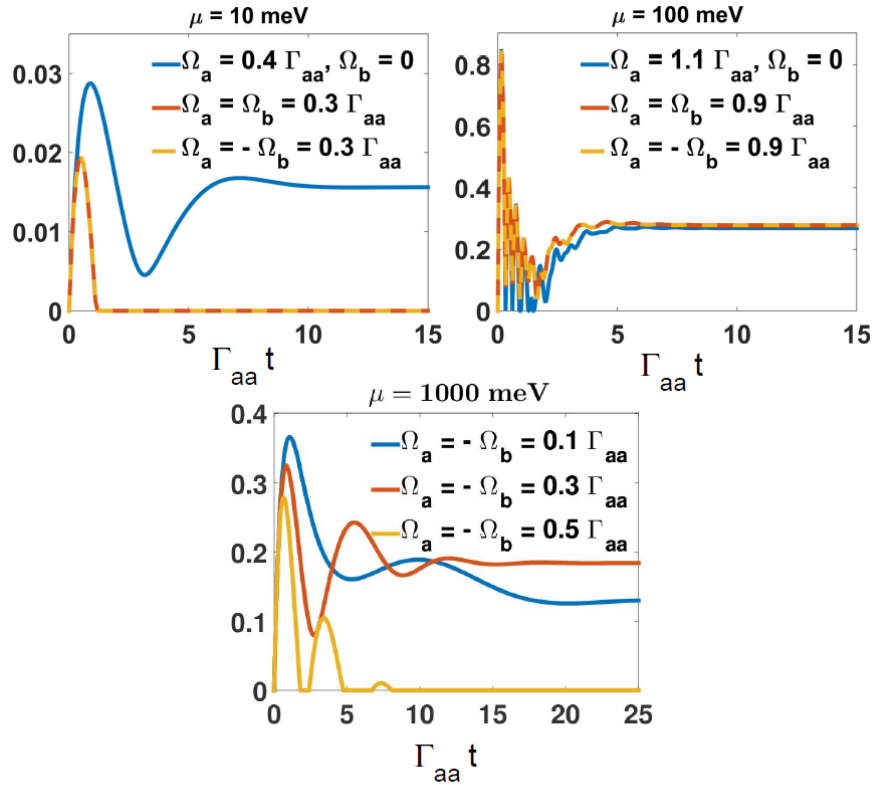 μ = 10 meV
0.03
0.02
0.01
0
0 5 10 15
Ω_a = 0.4 Γ_aa, Ω_b = 0
Ω_a = Ω_b = 0.3 Γ_aa
Ω_a = - Ω_b = 0.3 Γ_aa
Γ_aa t
μ = 100 meV
0.8
0.6
0.4
0.2
0
0 5 10 15
Ω_a = 1.1 Γ_aa, Ω_b = 0
Ω_a = Ω_b = 0.9 Γ_aa
Ω_a = - Ω_b = 0.9 Γ_aa
Γ_aa t
μ = 1000 meV
0.4
0.3
0.2
0.1
0
0 5 10 15 20 25
Ω_a = - Ω_b = 0.1 Γ_aa
Ω_a = - Ω_b = 0.3 Γ_aa
Ω_a = - Ω_b = 0.5 Γ_aa
Γ_aa t